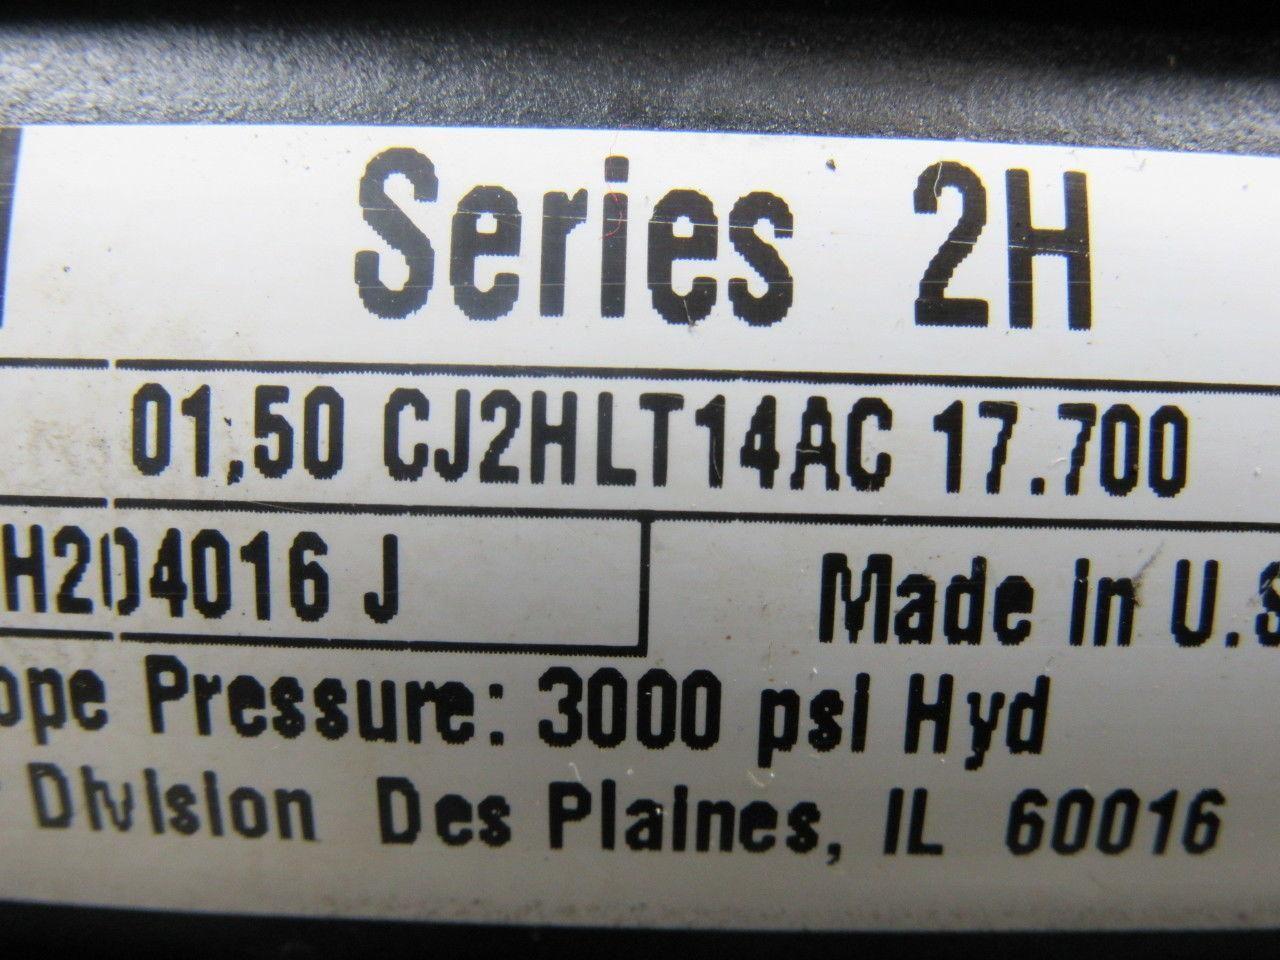 Series 2H
01,50 CJ2HLT14AC 17.700
H204016 J
Made in U.S
ope Pressure: 3000 psi Hyd
Division Des Plaines, IL 60016